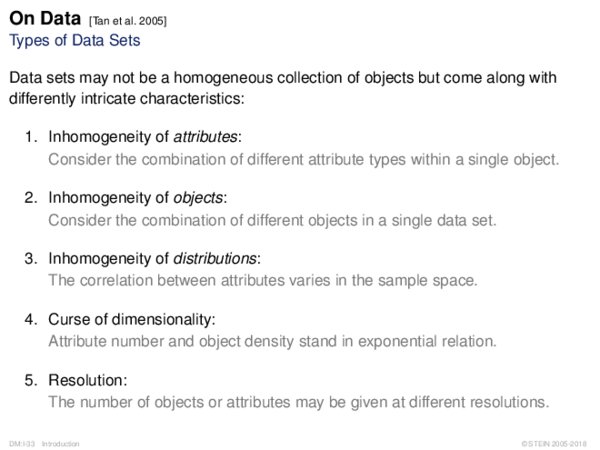 On Data [Tan et al. 2005]
Types of Data Sets
Data sets may not be a homogeneous collection of objects but come along with
differently intricate characteristics:
1. Inhomogeneity of attributes:
Consider the combination of different attribute types within a single object.
2. Inhomogeneity of objects:
Consider the combination of different objects in a single data set.
3. Inhomogeneity of distributions:
The correlation between attributes varies in the sample space.
4. Curse of dimensionality:
Attribute number and object density stand in exponential relation.
5. Resolution:
The number of objects or attributes may be given at different resolutions.
DM:I-33 Introduction © STEIN 2005-2018